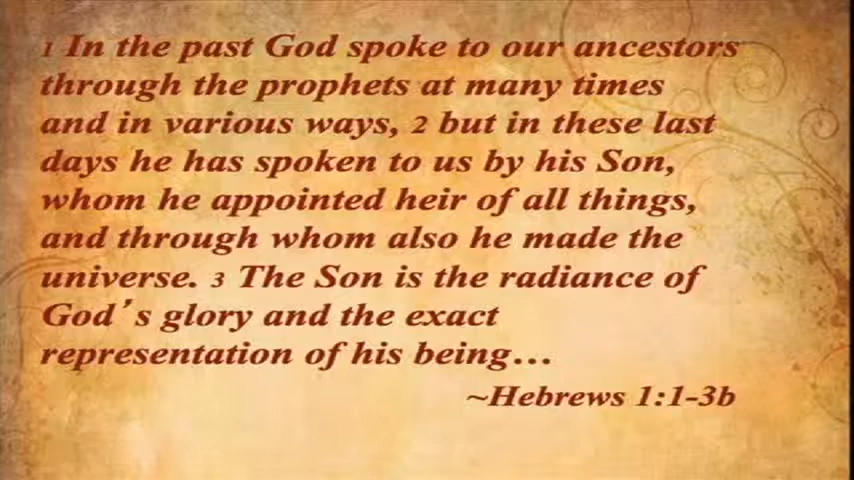 1 In the past God spoke to our ancestors
through the prophets at many times
and in various ways, 2 but in these last
days he has spoken to us by his Son,
whom he appointed heir of all things,
and through whom also he made the
universe. 3 The Son is the radiance of
God's glory and the exact
representation of his being...
~Hebrews 1:1-3b